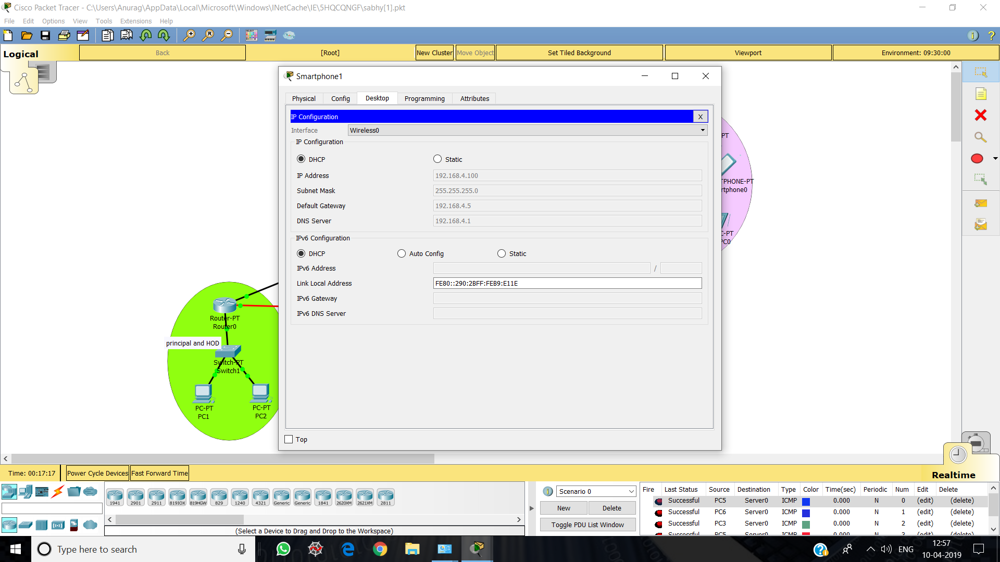 Cisco Packet Tracer - C:\Users\Anurag\AppData\Local\Microsoft\Windows\INetCache\IE\5HQCQNGF\sabhy[1].pkt
File Edit Options View Tools Extensions Help
Logical Back [Root] New Cluster Move Object Set Tiled Background Viewport Environment: 09:30:00
Smartphone1
Physical Config Desktop Programming Attributes
IP Configuration X
Interface Wireless0
IP Configuration
DHCP Static
IP Address 192.168.4.100
Subnet Mask 255.255.255.0
Default Gateway 192.168.4.5
DNS Server 192.168.4.1
IPv6 Configuration
DHCP Auto Config Static
IPv6 Address /
Link Local Address FE80::290:2BFF:FEB9:E11E
IPv6 Gateway
IPv6 DNS Server
Top
PT
TPHONE-PT
rtphone0
C-PT
PC0
Router-PT
Router0
principal and HOD
Switch-PT
Switch1
PC-PT
PC1
PC-PT
PC2
Time: 00:17:17 Power Cycle Devices Fast Forward Time
Realtime
1941 2901 2911 819IOX 819HGW 829 1240 4321 Generic Generic 1841 2620XM 2621XM 2811
(Select a Device to Drag and Drop to the Workspace)
Scenario 0
New Delete
Toggle PDU List Window
Fire Last Status Source Destination Type Color Time(sec) Periodic Num Edit Delete
Successful PC5 Server0 ICMP 0.000 N 0 (edit) (delete)
Successful PC6 Server0 ICMP 0.000 N 1 (edit) (delete)
Successful PC3 Server0 ICMP 0.000 N 2 (edit) (delete)
Successful PC5 Server0 ICMP 0.000 N 3 (edit) (delete)
Type here to search
ENG
12:57
10-04-2019